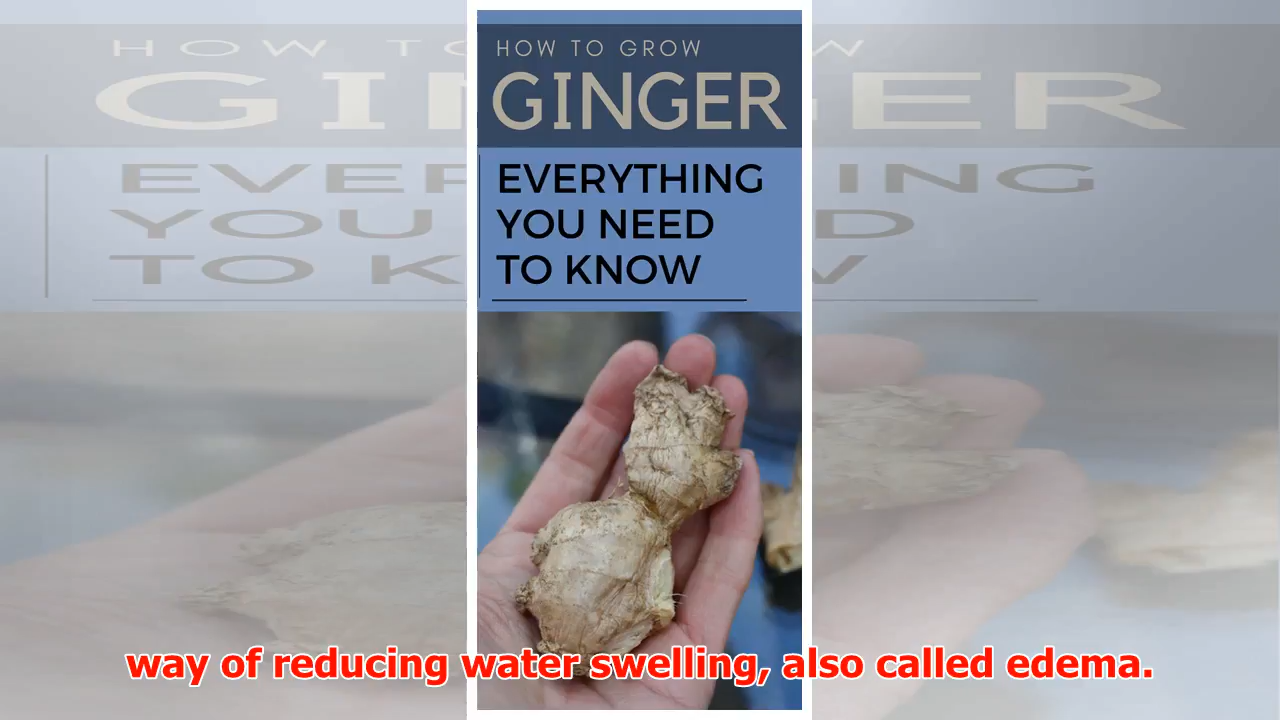 HOW TO GROW
GINGER
EVERYTHING
YOU NEED
TO KNOW
way of reducing water swelling, also called edema.